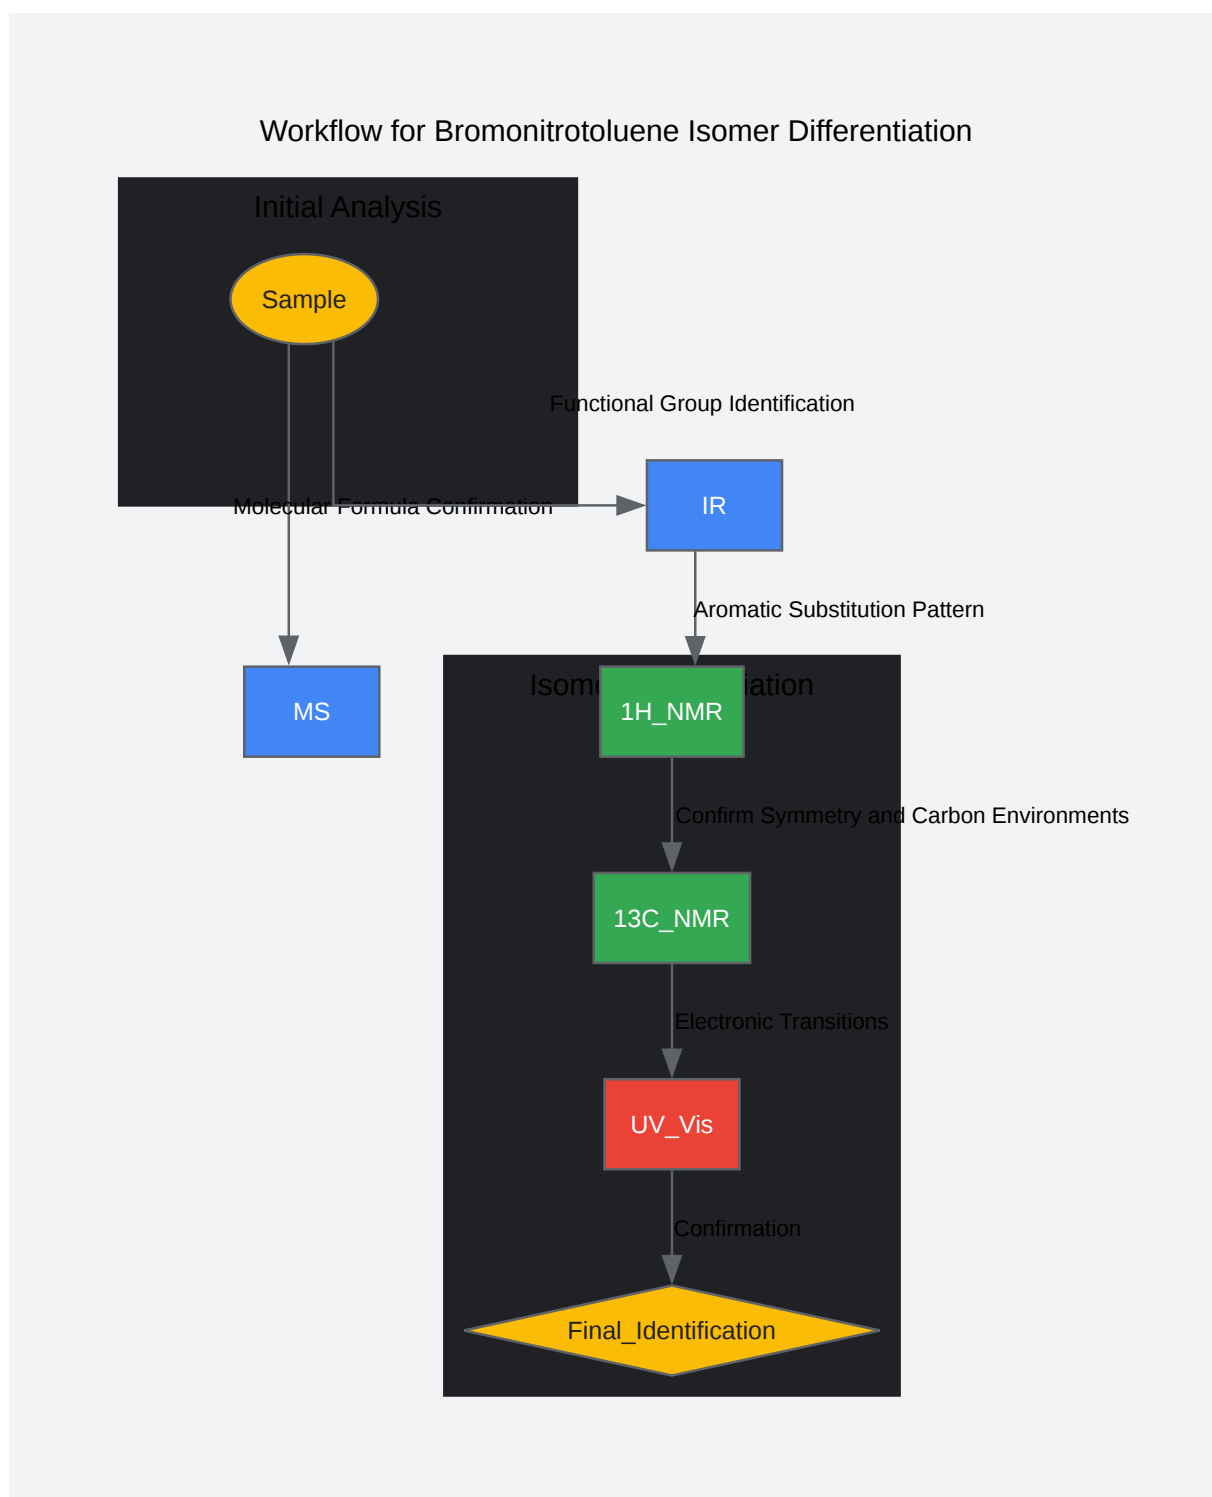 Workflow for Bromonitrotoluene Isomer Differentiation
Initial Analysis
Sample
Functional Group Identification
Molecular Formula Confirmation
IR
Aromatic Substitution Pattern
MS
1H_NMR
Confirm Symmetry and Carbon Environments
13C_NMR
Electronic Transitions
UV_Vis
Confirmation
Final_Identification